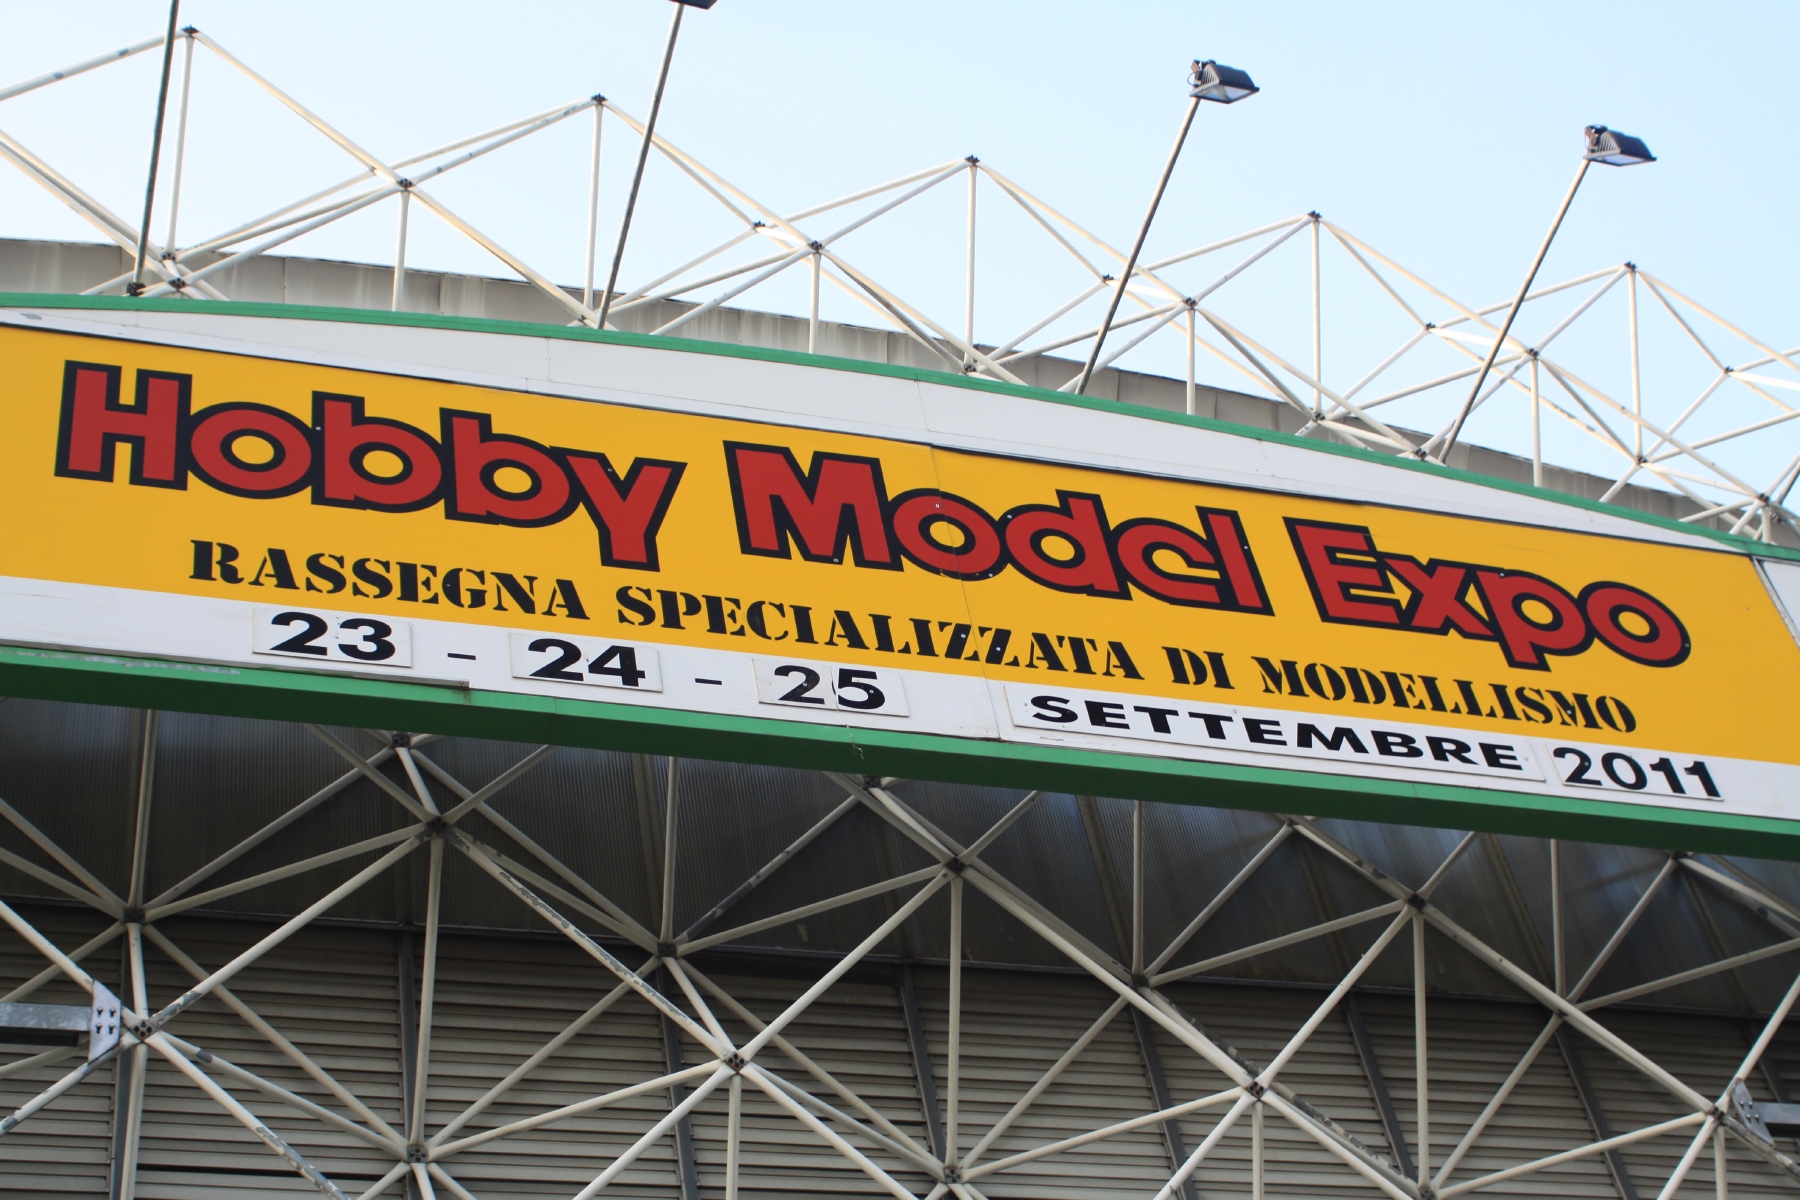 Hobby Model Expo
RASSEGNA SPECIALIZZATA DI MODELLISMO
23 - 24 - 25 SETTEMBRE 2011